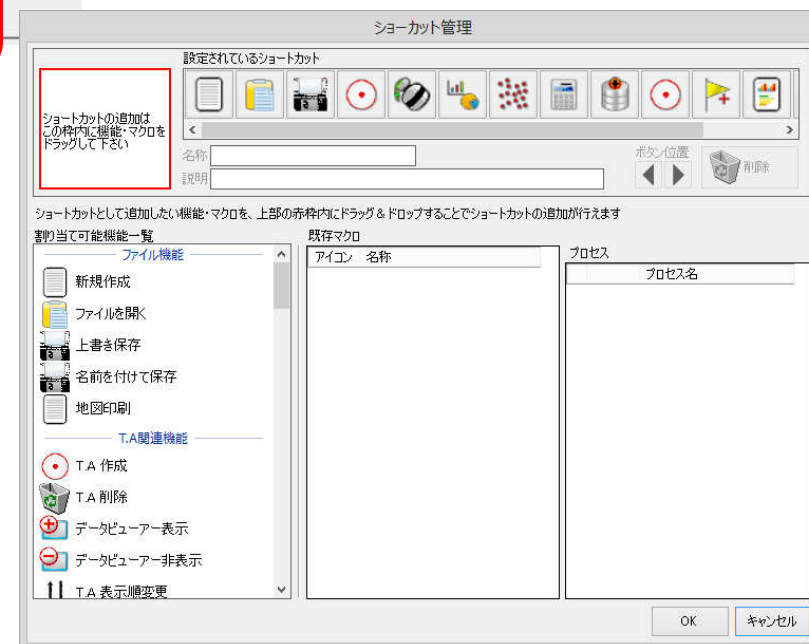 ショーカット管理
設定されているショートカット
ショートカットの追加は
この枠内に機能・マクロを
ドラッグして下さい
名称
説明
ボタン位置
削除
ショートカットとして追加したい機能・マクロを、上部の赤枠内にドラッグ＆ドロップすることでショートカットの追加が行えます
割り当て可能機能一覧
ファイル機能
新規作成
ファイルを開く
上書き保存
名前を付けて保存
地図印刷
T.A関連機能
T.A 作成
T.A 削除
データビューアー表示
データビューアー非表示
T.A 表示順変更
既存マクロ
アイコン 名称
プロセス
プロセス名
OK
キャンセル